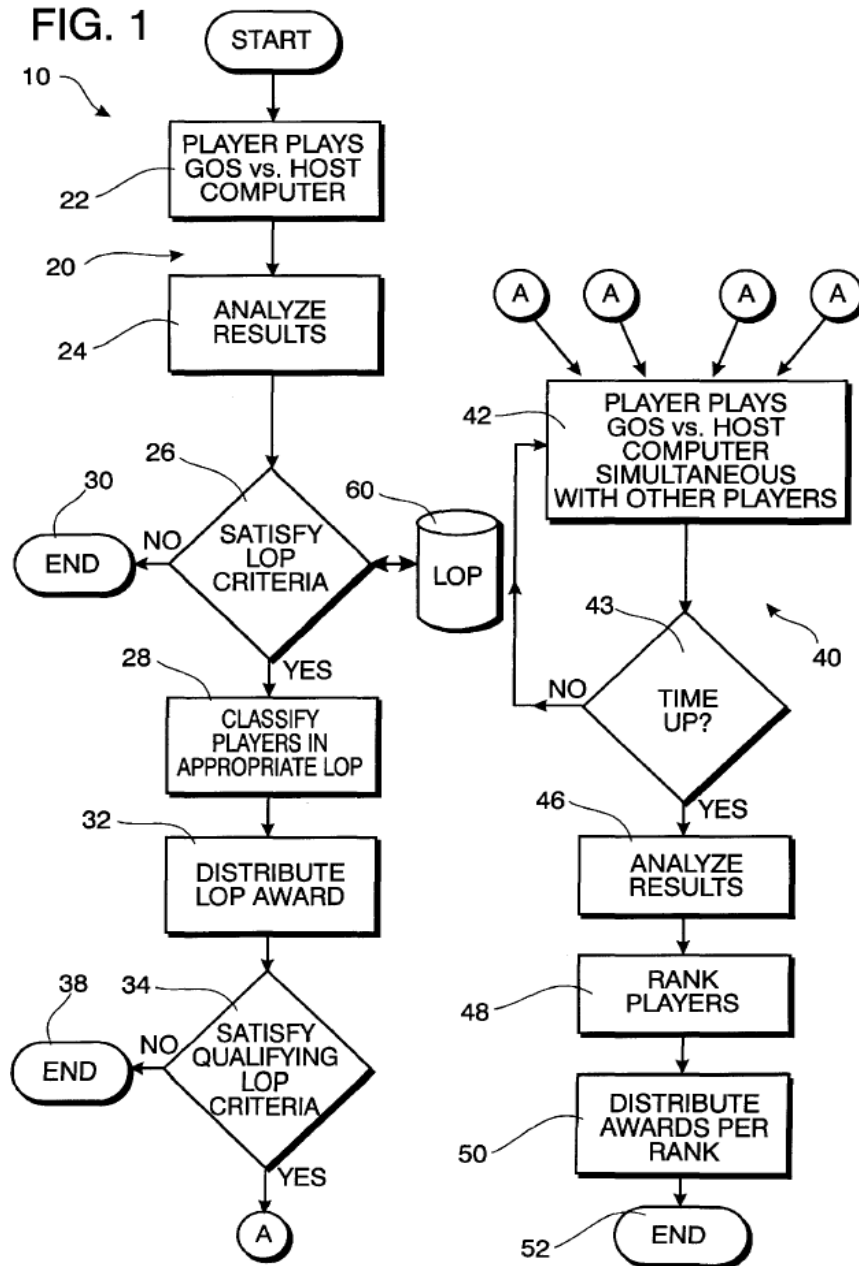 FIG. 1
START
10
PLAYER PLAYS
GOS vs. HOST
COMPUTER
22
20
ANALYZE
RESULTS
24
26
SATISFY
LOP
CRITERIA
30
END
NO
60
LOP
YES
28
CLASSIFY
PLAYERS IN
APPROPRIATE LOP
32
DISTRIBUTE
LOP AWARD
34
SATISFY
QUALIFYING
LOP
CRITERIA
38
END
NO
YES
A
A
A
A
A
42
PLAYER PLAYS
GOS vs. HOST
COMPUTER
SIMULTANEOUS
WITH OTHER PLAYERS
43
40
NO
TIME
UP?
YES
46
ANALYZE
RESULTS
RANK
PLAYERS
48
DISTRIBUTE
AWARDS PER
RANK
50
END
52